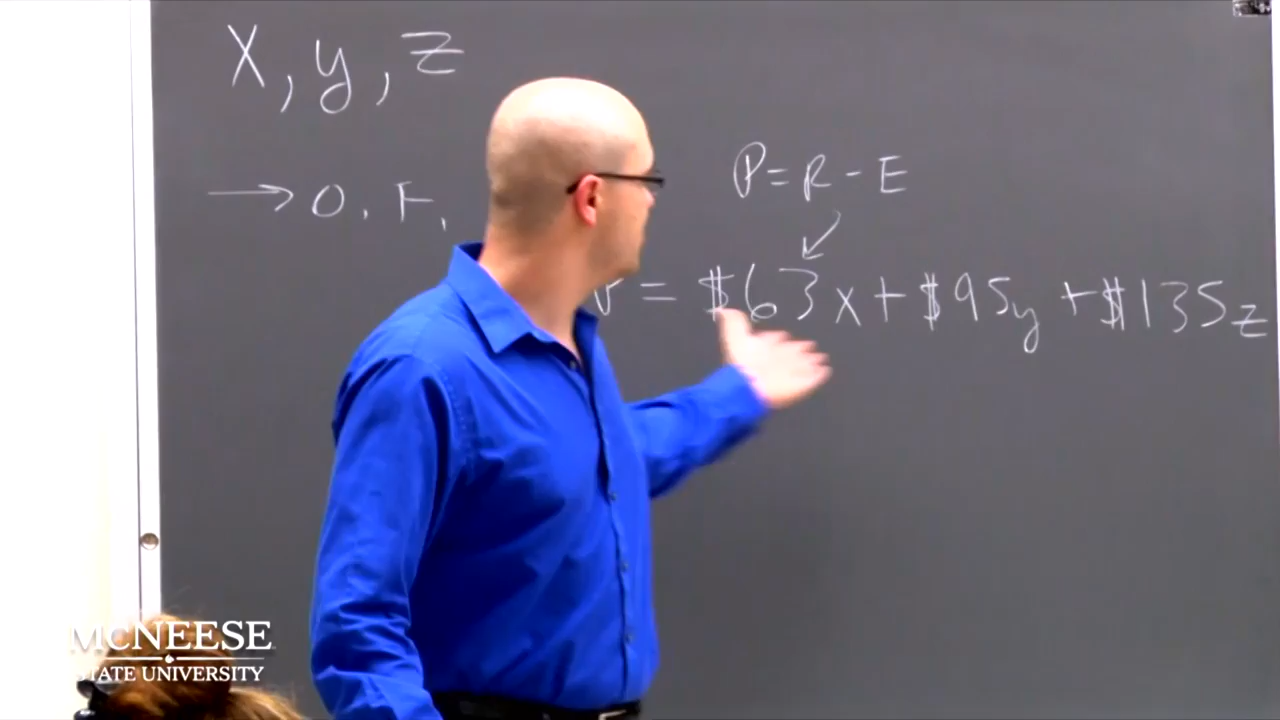 x, y, z
P = R - E
→ O. F.
P = $63x + $95y + $135z
MCNEESE
STATE UNIVERSITY